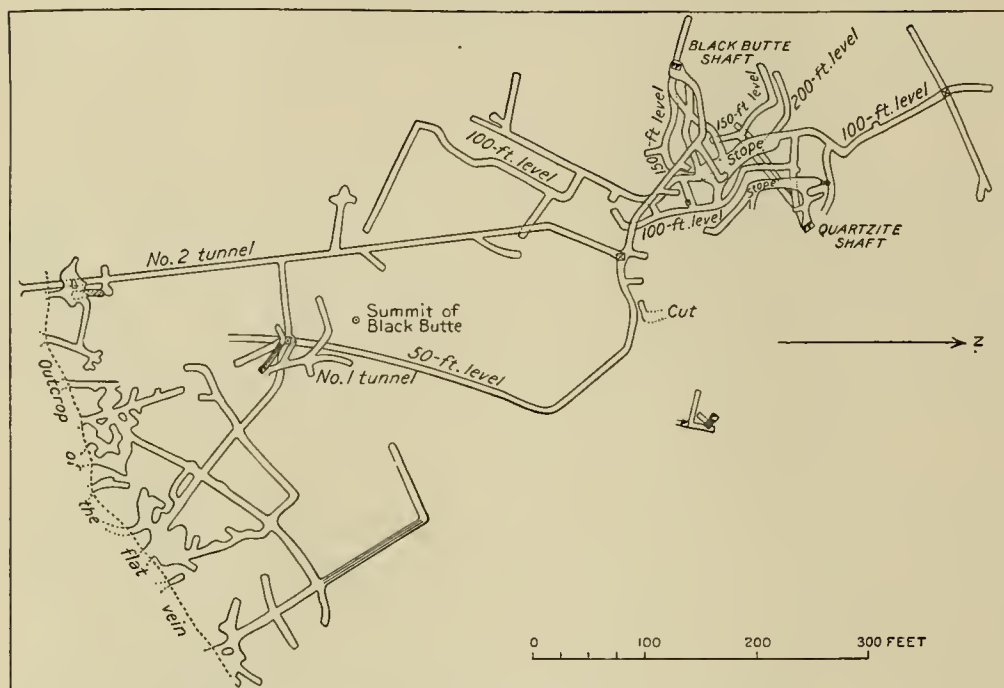 BLACK BUTTE
SHAFT
150-ft level
150-ft level
200-ft. level
100-ft. level
100-ft. level
Stope
Stope
100-ft. level
QUARTZITE
SHAFT
No. 2 tunnel
Summit of
Black Butte
Cut
50-ft. level
No. 1 tunnel
N
Outcrop
of
the
flat
vein
0 100 200 300 FEET